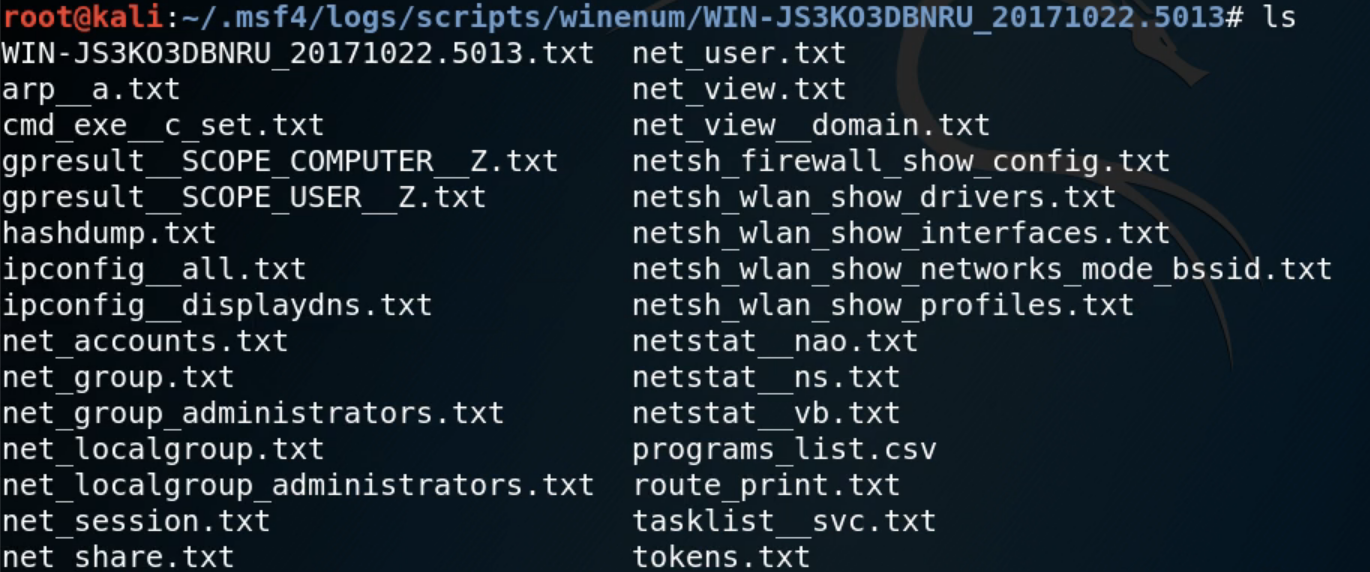 root@kali:~/.msf4/logs/scripts/winenum/WIN-JS3KO3DBNRU_20171022.5013# ls
WIN-JS3KO3DBNRU_20171022.5013.txt  net_user.txt
arp__a.txt                         net_view.txt
cmd_exe__c_set.txt                 net_view__domain.txt
gpresult__SCOPE_COMPUTER__Z.txt    netsh_firewall_show_config.txt
gpresult__SCOPE_USER__Z.txt        netsh_wlan_show_drivers.txt
hashdump.txt                       netsh_wlan_show_interfaces.txt
ipconfig__all.txt                  netsh_wlan_show_networks_mode_bssid.txt
ipconfig__displaydns.txt           netsh_wlan_show_profiles.txt
net_accounts.txt                   netstat__nao.txt
net_group.txt                      netstat__ns.txt
net_group_administrators.txt       netstat__vb.txt
net_localgroup.txt                 programs_list.csv
net_localgroup_administrators.txt  route_print.txt
net_session.txt                    tasklist__svc.txt
net_share.txt                      tokens.txt